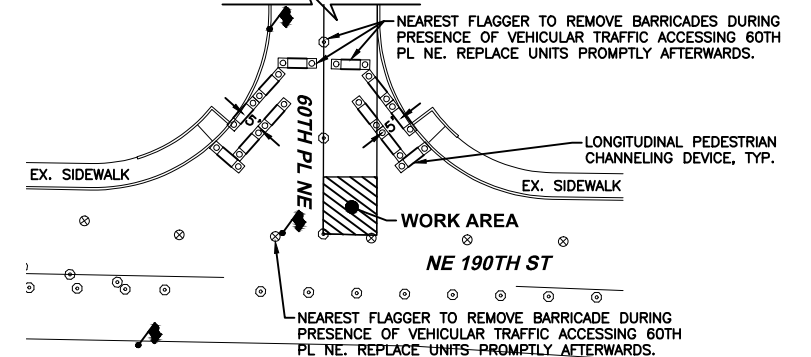 NEAREST FLAGGER TO REMOVE BARRICADES DURING
PRESENCE OF VEHICULAR TRAFFIC ACCESSING 60TH
PL NE. REPLACE UNITS PROMPTLY AFTERWARDS.
60TH PL NE
5'
5'
LONGITUDINAL PEDESTRIAN
CHANNELING DEVICE, TYP.
EX. SIDEWALK
EX. SIDEWALK
WORK AREA
NE 190TH ST
NEAREST FLAGGER TO REMOVE BARRICADE DURING
PRESENCE OF VEHICULAR TRAFFIC ACCESSING 60TH
PL NE. REPLACE UNITS PROMPTLY AFTERWARDS.